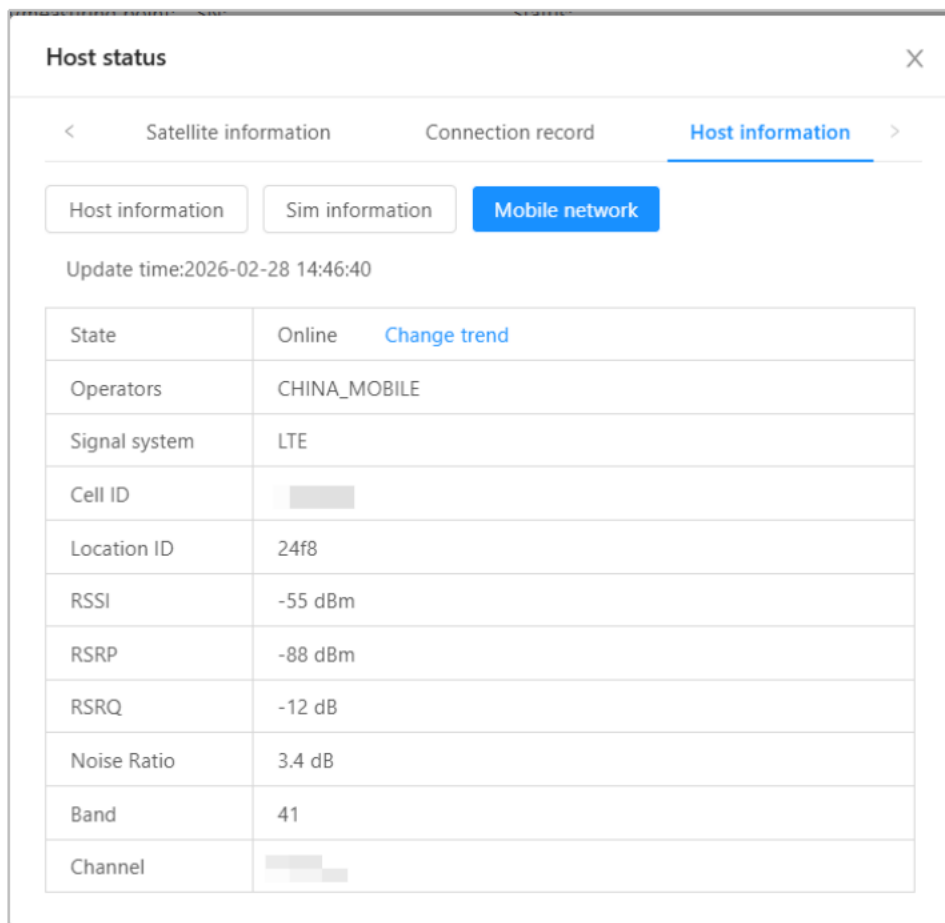 Host status
Satellite information Connection record Host information
Host information Sim information Mobile network
Update time:2026-02-28 14:46:40
State Online Change trend
Operators CHINA_MOBILE
Signal system LTE
Cell ID
Location ID 24f8
RSSI -55 dBm
RSRP -88 dBm
RSRQ -12 dB
Noise Ratio 3.4 dB
Band 41
Channel